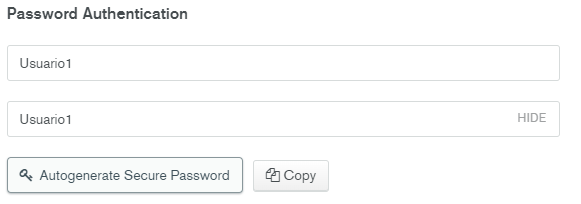 Password Authentication
Usuario1
Usuario1 HIDE
Autogenerate Secure Password Copy